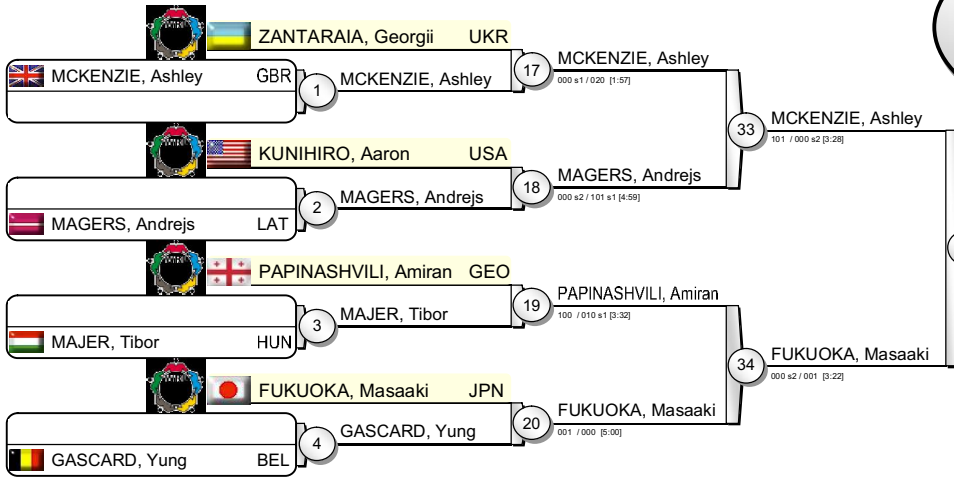 ZANTARAIA, Georgii UKR
MCKENZIE, Ashley GBR
1
MCKENZIE, Ashley
17
MCKENZIE, Ashley
000 s1 / 020 [1:57]
KUNIHIRO, Aaron USA
MAGERS, Andrejs LAT
2
MAGERS, Andrejs
18
MAGERS, Andrejs
000 s2 / 101 s1 [4:59]
33
MCKENZIE, Ashley
101 / 000 s2 [3:28]
PAPINASHVILI, Amiran GEO
MAJER, Tibor HUN
3
MAJER, Tibor
19
PAPINASHVILI, Amiran
100 / 010 s1 [3:32]
FUKUOKA, Masaaki JPN
GASCARD, Yung BEL
4
GASCARD, Yung
20
FUKUOKA, Masaaki
001 / 000 [5:00]
34
FUKUOKA, Masaaki
000 s2 / 001 [3:22]